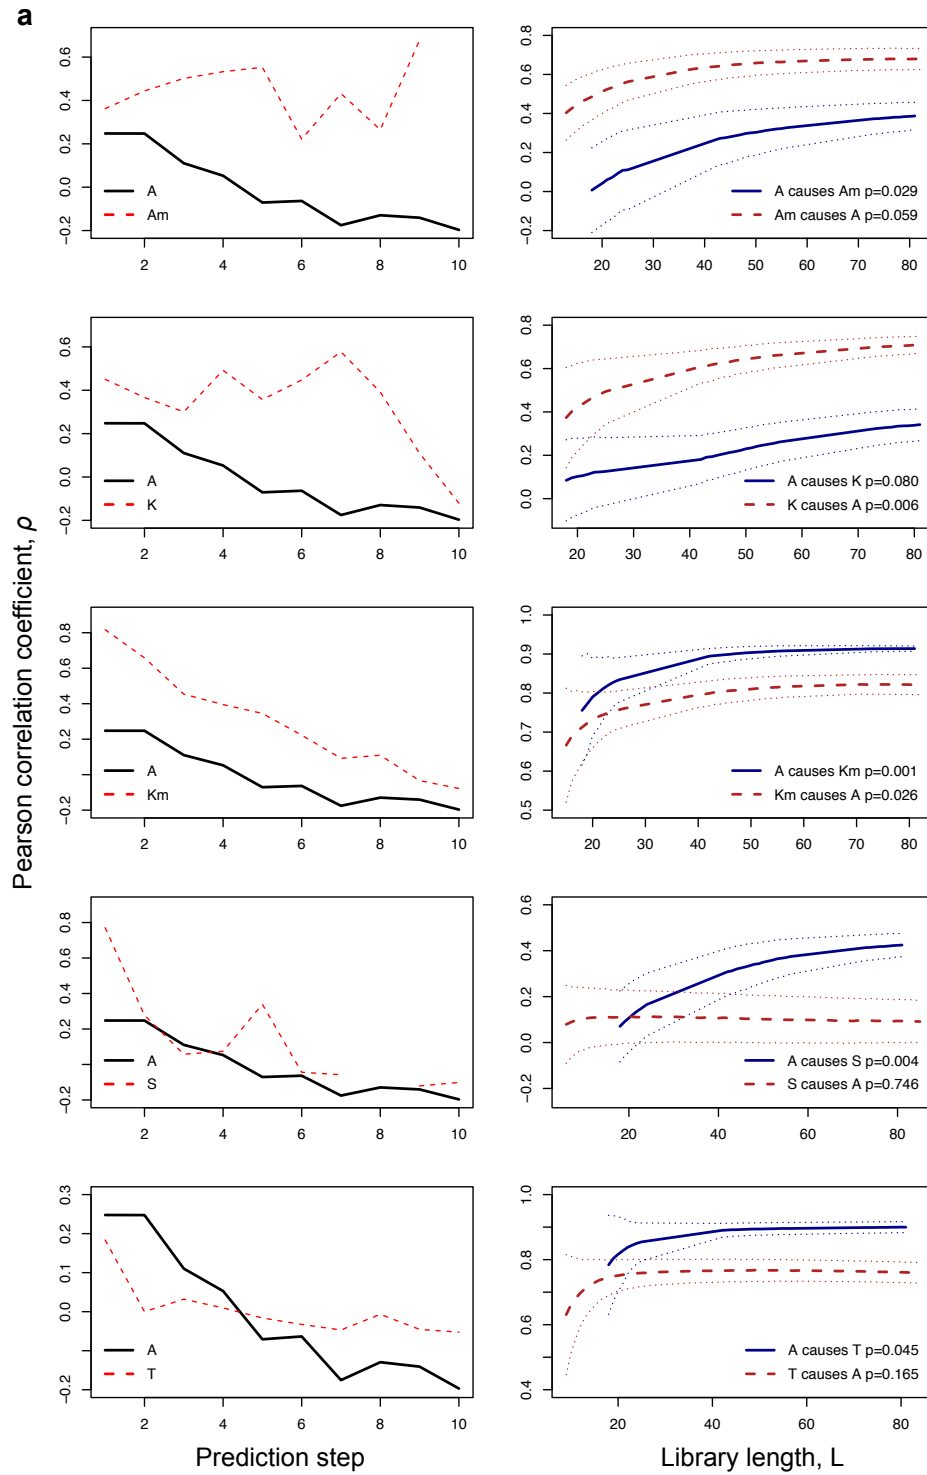 a
Pearson correlation coefficient, ρ
0.6
0.4
0.2
0.0
−0.2
A
Am
2 4 6 8 10
0.8
0.6
0.4
0.2
0.0
−0.2
A causes Am p=0.029
Am causes A p=0.059
20 30 40 50 60 70 80
0.6
0.4
0.2
0.0
−0.2
A
K
2 4 6 8 10
0.8
0.6
0.4
0.2
0.0
A causes K p=0.080
K causes A p=0.006
20 30 40 50 60 70 80
0.8
0.6
0.4
0.2
−0.2
A
Km
2 4 6 8 10
1.0
0.9
0.8
0.7
0.6
0.5
A causes Km p=0.001
Km causes A p=0.026
20 30 40 50 60 70 80
0.8
0.6
0.4
0.2
−0.2
A
S
2 4 6 8 10
0.6
0.4
0.2
0.0
−0.2
A causes S p=0.004
S causes A p=0.746
20 40 60 80
0.3
0.2
0.1
0.0
−0.2
A
T
2 4 6 8 10
1.0
0.8
0.6
0.4
A causes T p=0.045
T causes A p=0.165
20 40 60 80
Prediction step
Library length, L